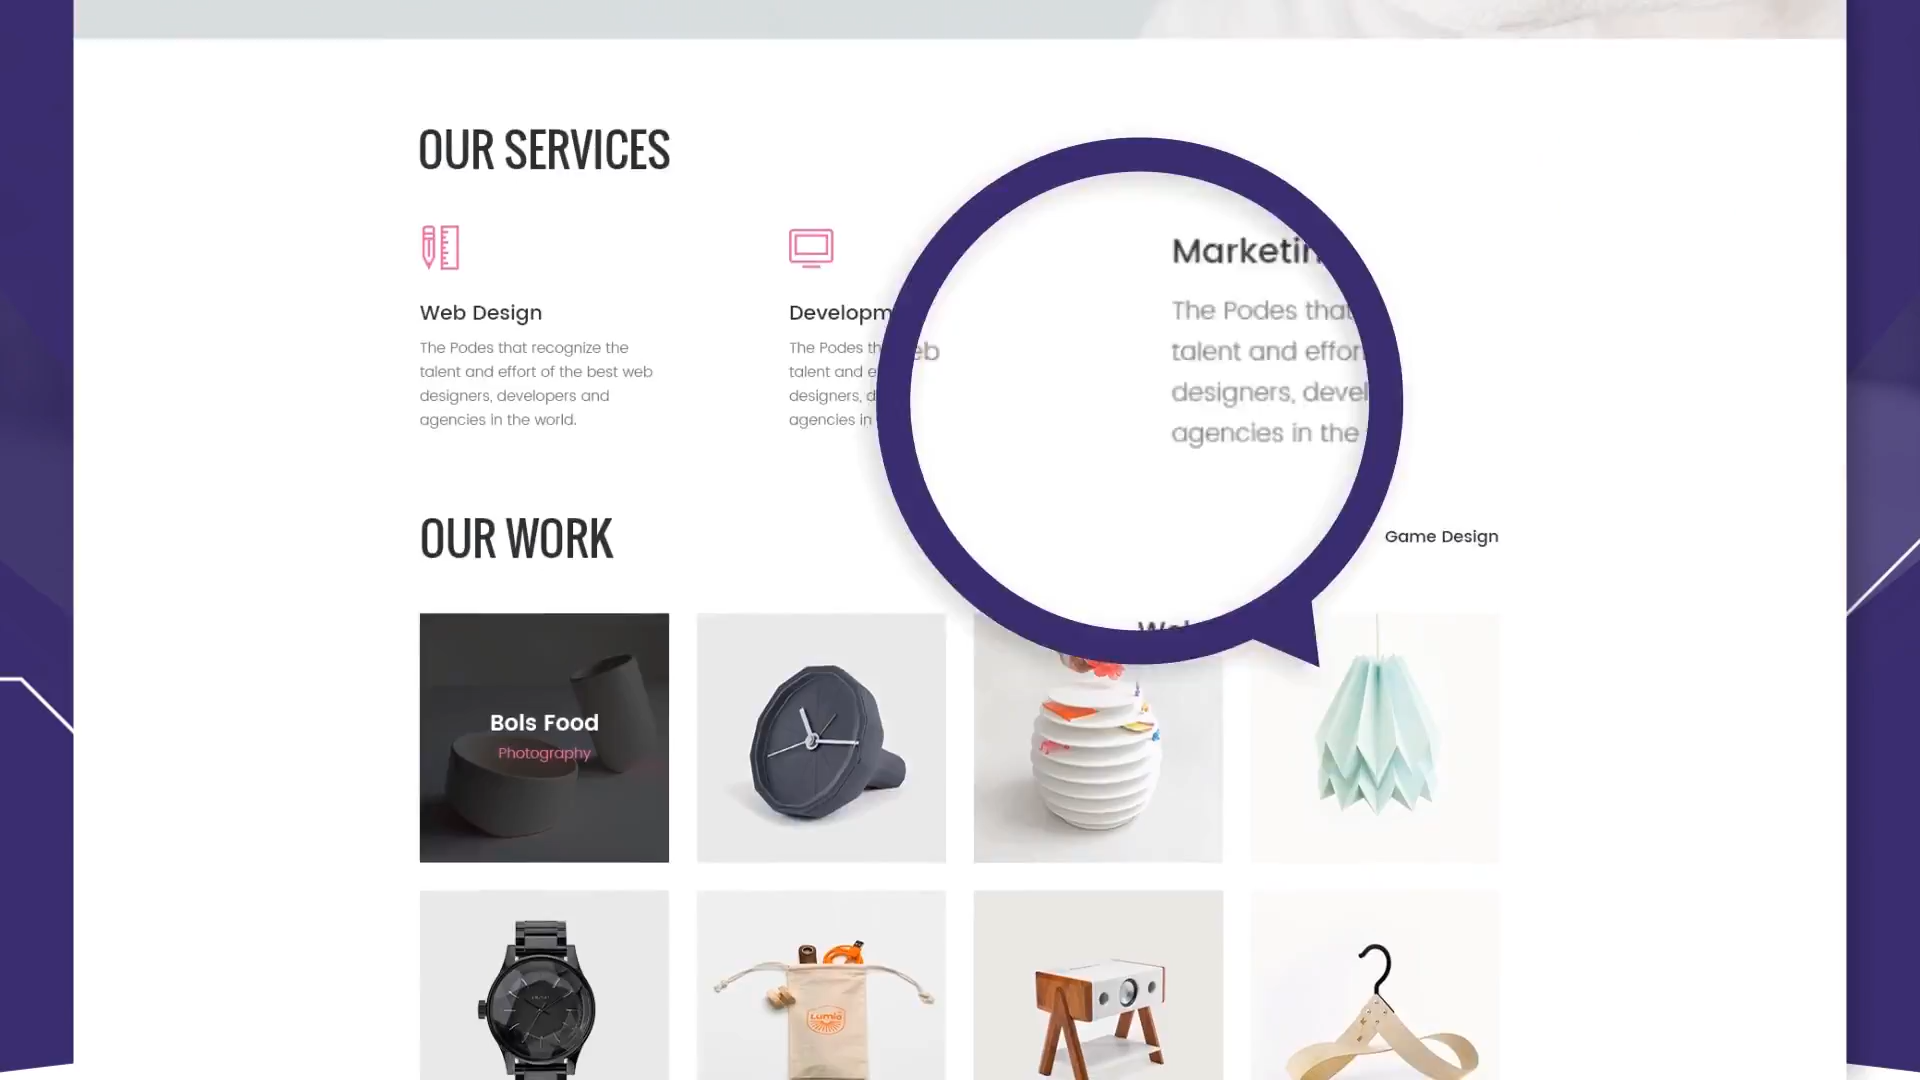 OUR SERVICES
Web Design
The Podes that recognize the
talent and effort of the best web
designers, developers and
agencies in the world.
Developm
The Podes th
talent and e
designers, d
agencies in
eb
Marketin
The Podes that
talent and effor
designers, devel
agencies in the
OUR WORK
Game Design
Bols Food
Photography
Lumio